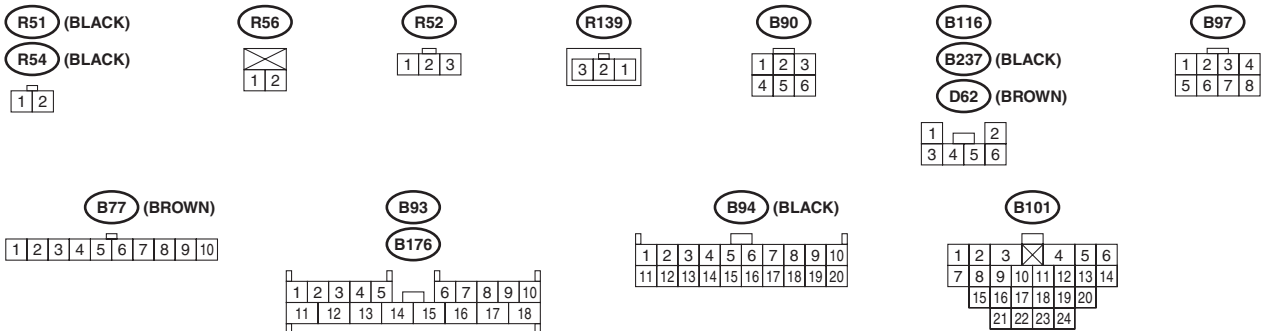 R51 (BLACK)
R54 (BLACK)
1 2
R56
1 2
R52
1 2 3
R139
3 2 1
B90
1 2 3
4 5 6
B116
B237 (BLACK)
D62 (BROWN)
1 2
3 4 5 6
B97
1 2 3 4
5 6 7 8
B77 (BROWN)
1 2 3 4 5 6 7 8 9 10
B93
B176
1 2 3 4 5 6 7 8 9 10
11 12 13 14 15 16 17 18
B94 (BLACK)
1 2 3 4 5 6 7 8 9 10
11 12 13 14 15 16 17 18 19 20
B101
1 2 3 4 5 6
7 8 9 10 11 12 13 14
15 16 17 18 19 20
21 22 23 24